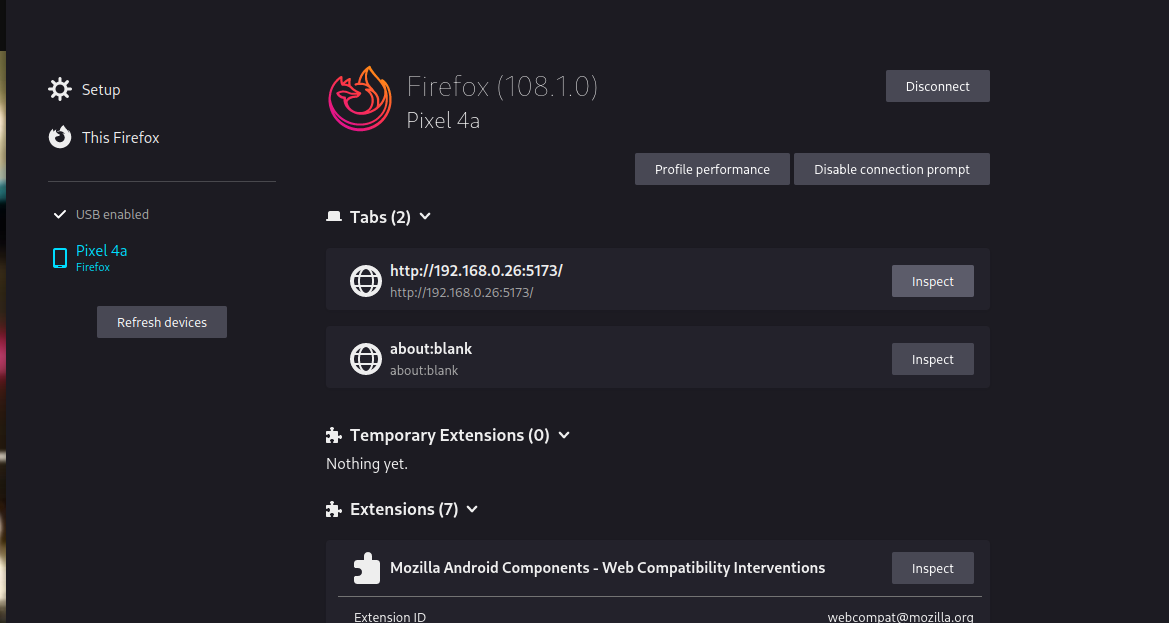 Setup
This Firefox
USB enabled
Pixel 4a
Firefox
Refresh devices
Firefox (108.1.0)
Pixel 4a
Disconnect
Profile performance
Disable connection prompt
Tabs (2)
http://192.168.0.26:5173/
http://192.168.0.26:5173/
Inspect
about:blank
about:blank
Inspect
Temporary Extensions (0)
Nothing yet.
Extensions (7)
Mozilla Android Components - Web Compatibility Interventions
Inspect
Extension ID
webcompat@mozilla.org